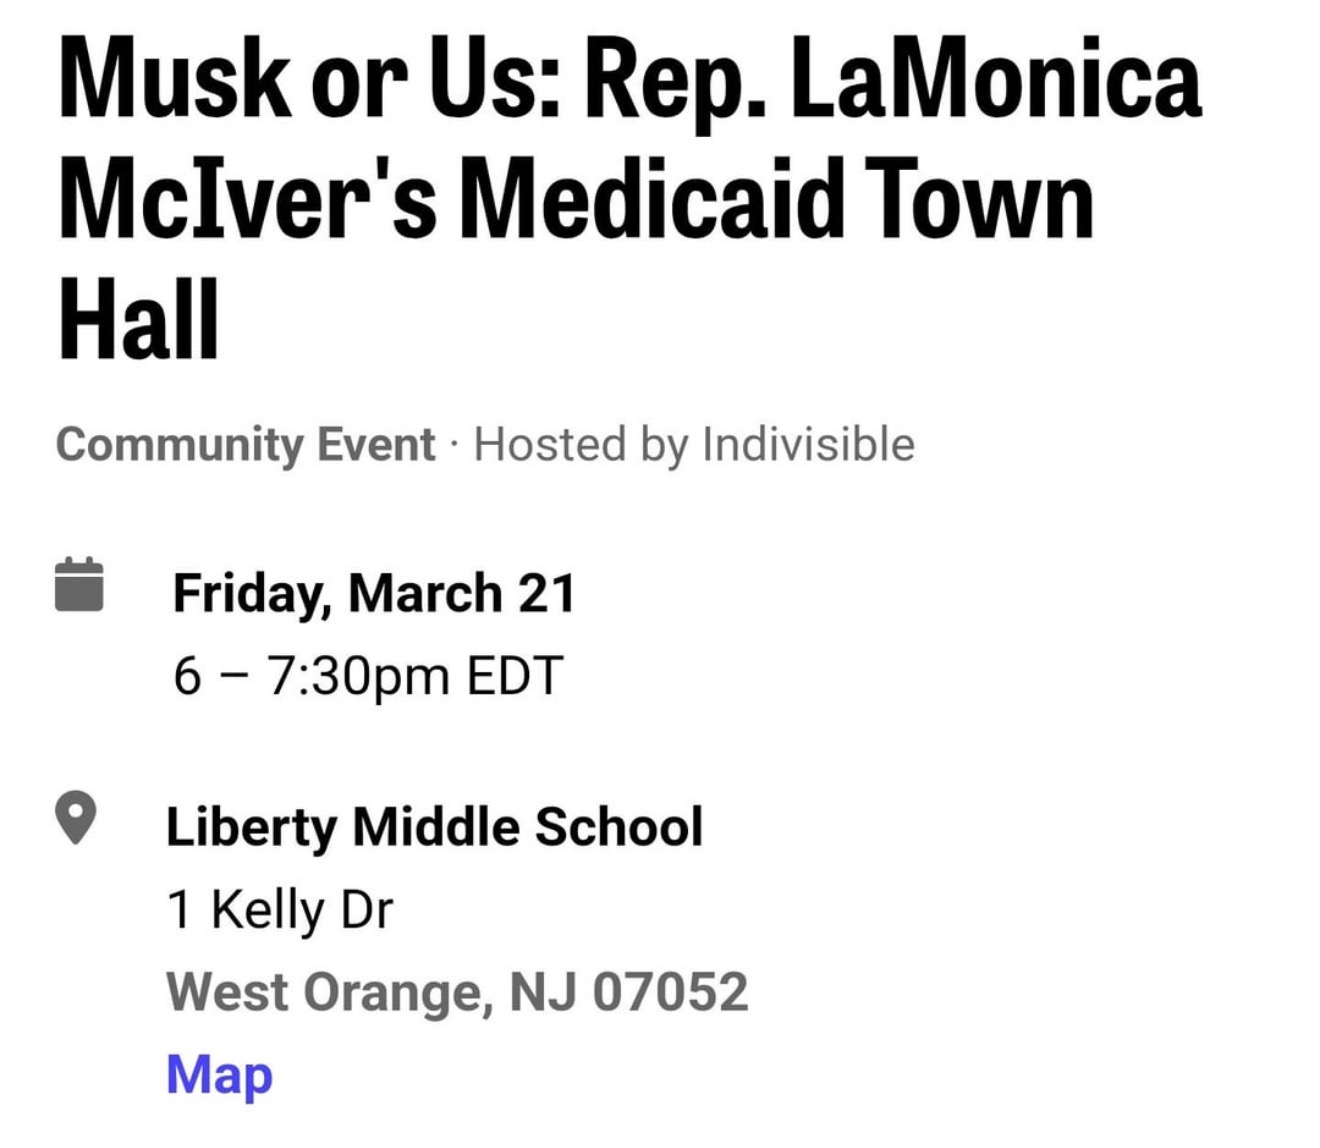 Musk or Us: Rep. LaMonica
McIver's Medicaid Town
Hall
Community Event · Hosted by Indivisible
Friday, March 21
6 – 7:30pm EDT
Liberty Middle School
1 Kelly Dr
West Orange, NJ 07052
Map